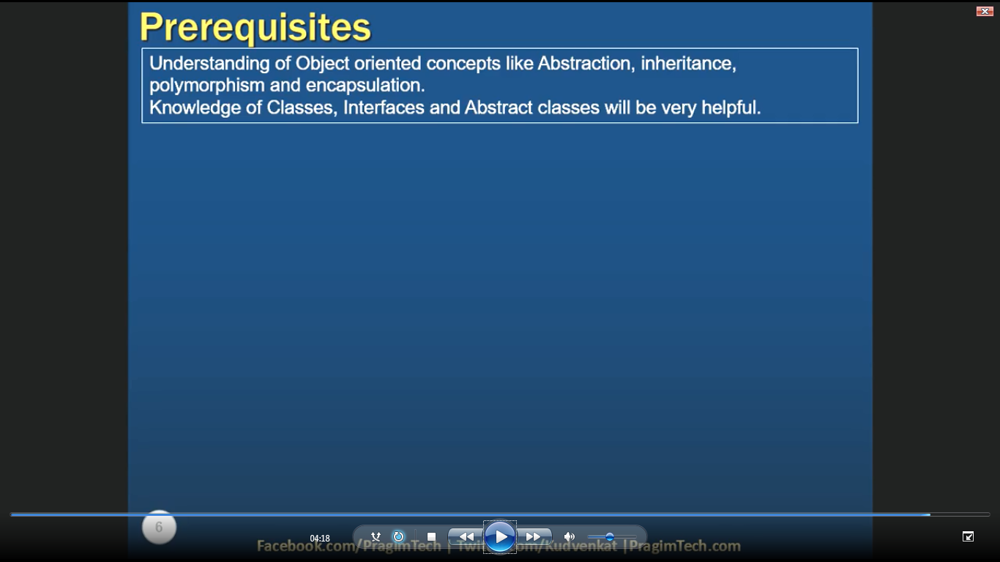 Prerequisites
Understanding of Object oriented concepts like Abstraction, inheritance,
polymorphism and encapsulation.
Knowledge of Classes, Interfaces and Abstract classes will be very helpful.
6
04:18
Facebook.com/PragimTech | Twi om/Kudvenkat |PragimTech.com